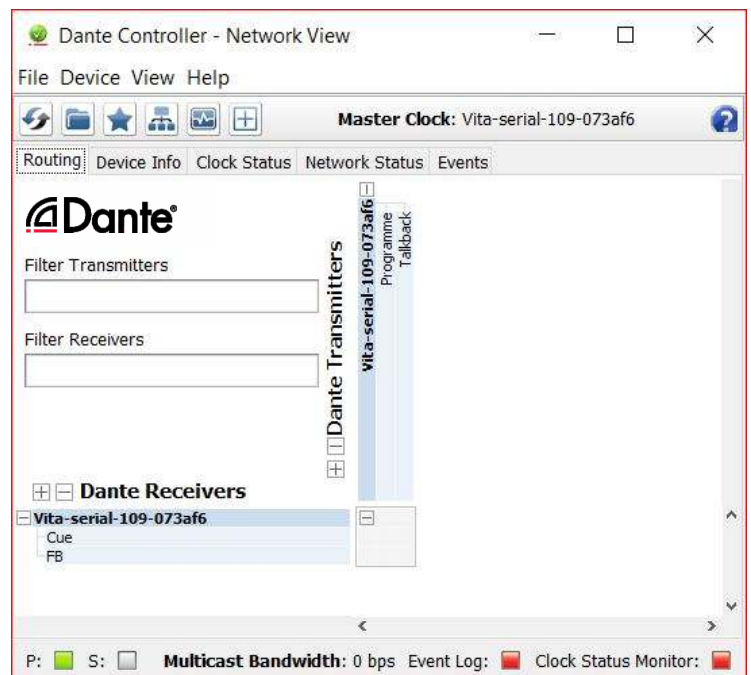 Dante Controller - Network View
File Device View Help
Master Clock: Vita-serial-109-073af6
Routing Device Info Clock Status Network Status Events
Dante®
Filter Transmitters
Filter Receivers
Dante Transmitters
Vita-serial-109-073af6
Programme
Talkback
Dante Receivers
Vita-serial-109-073af6
Cue
FB
P: S: Multicast Bandwidth: 0 bps Event Log: Clock Status Monitor: